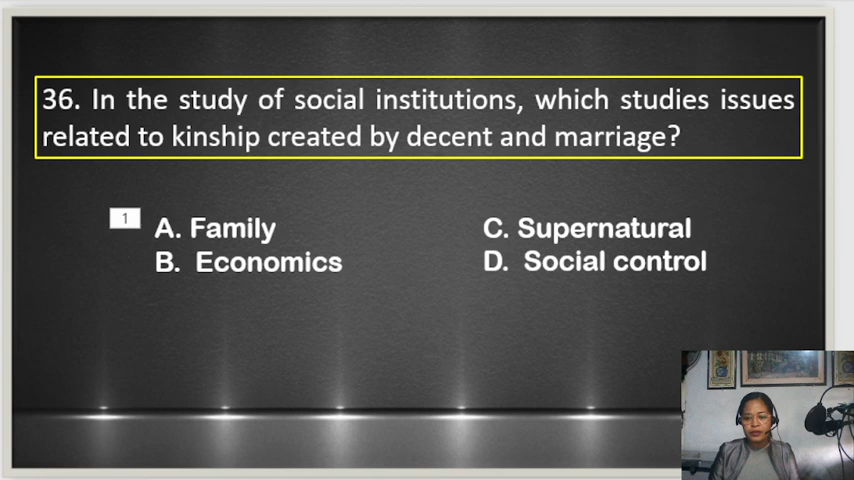 36. In the study of social institutions, which studies issues
related to kinship created by decent and marriage?
1
A. Family
B. Economics
C. Supernatural
D. Social control